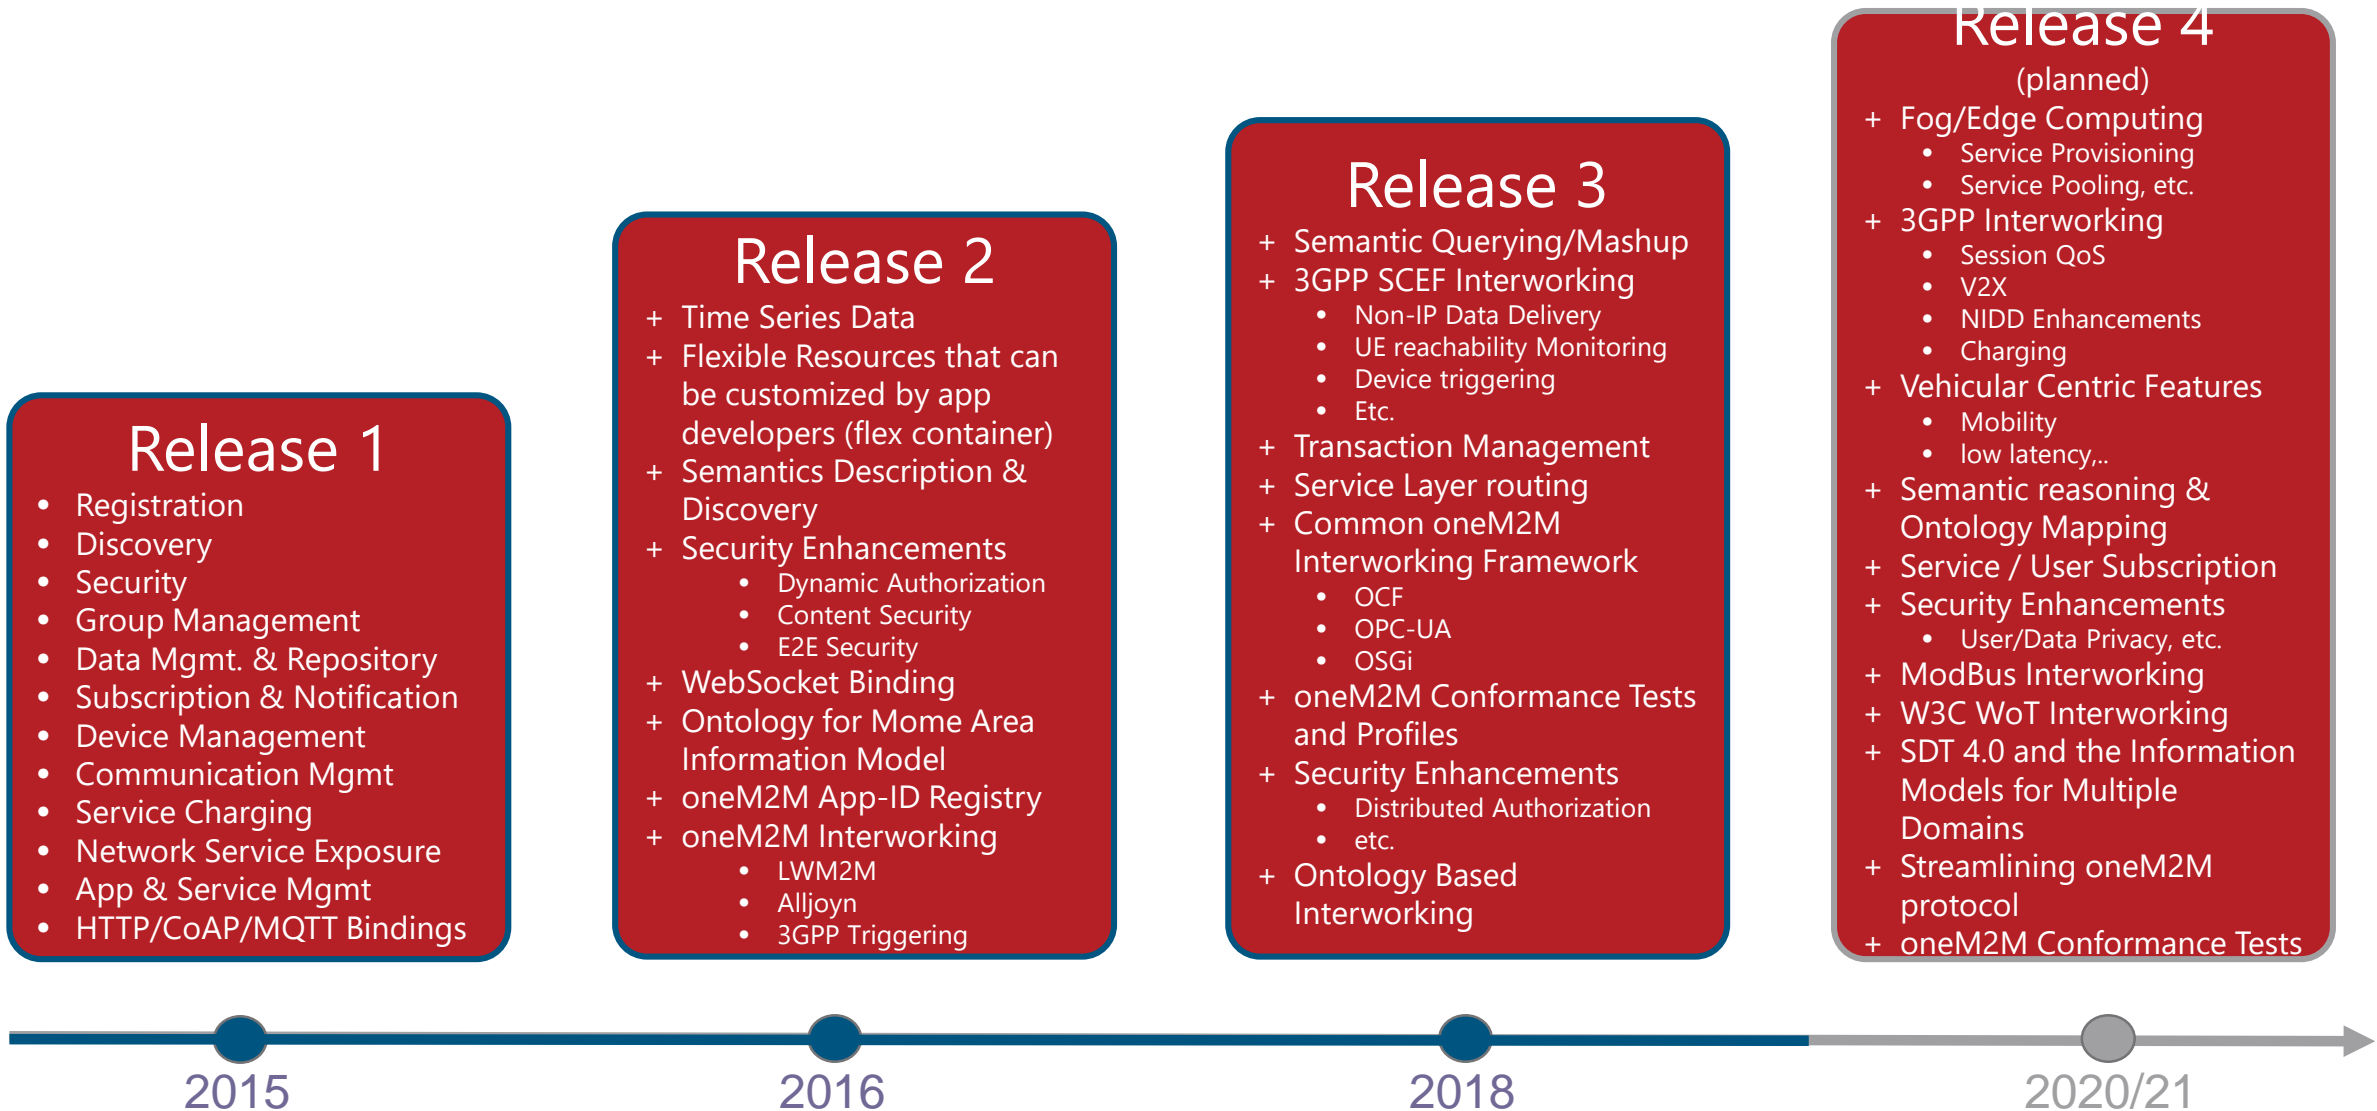 Release 1
• Registration
• Discovery
• Security
• Group Management
• Data Mgmt. & Repository
• Subscription & Notification
• Device Management
• Communication Mgmt
• Service Charging
• Network Service Exposure
• App & Service Mgmt
• HTTP/CoAP/MQTT Bindings
Release 2
+ Time Series Data
+ Flexible Resources that can
be customized by app
developers (flex container)
+ Semantics Description &
Discovery
+ Security Enhancements
• Dynamic Authorization
• Content Security
• E2E Security
+ WebSocket Binding
+ Ontology for Mome Area
Information Model
+ oneM2M App-ID Registry
+ oneM2M Interworking
• LWM2M
• Alljoyn
• 3GPP Triggering
Release 3
+ Semantic Querying/Mashup
+ 3GPP SCEF Interworking
• Non-IP Data Delivery
• UE reachability Monitoring
• Device triggering
• Etc.
+ Transaction Management
+ Service Layer routing
+ Common oneM2M
Interworking Framework
• OCF
• OPC-UA
• OSGi
+ oneM2M Conformance Tests
and Profiles
+ Security Enhancements
• Distributed Authorization
• etc.
+ Ontology Based
Interworking
Release 4
(planned)
+ Fog/Edge Computing
• Service Provisioning
• Service Pooling, etc.
+ 3GPP Interworking
• Session QoS
• V2X
• NIDD Enhancements
• Charging
+ Vehicular Centric Features
• Mobility
• low latency,..
+ Semantic reasoning &
Ontology Mapping
+ Service / User Subscription
+ Security Enhancements
• User/Data Privacy, etc.
+ ModBus Interworking
+ W3C WoT Interworking
+ SDT 4.0 and the Information
Models for Multiple
Domains
+ Streamlining oneM2M
protocol
+ oneM2M Conformance Tests
2015
2016
2018
2020/21